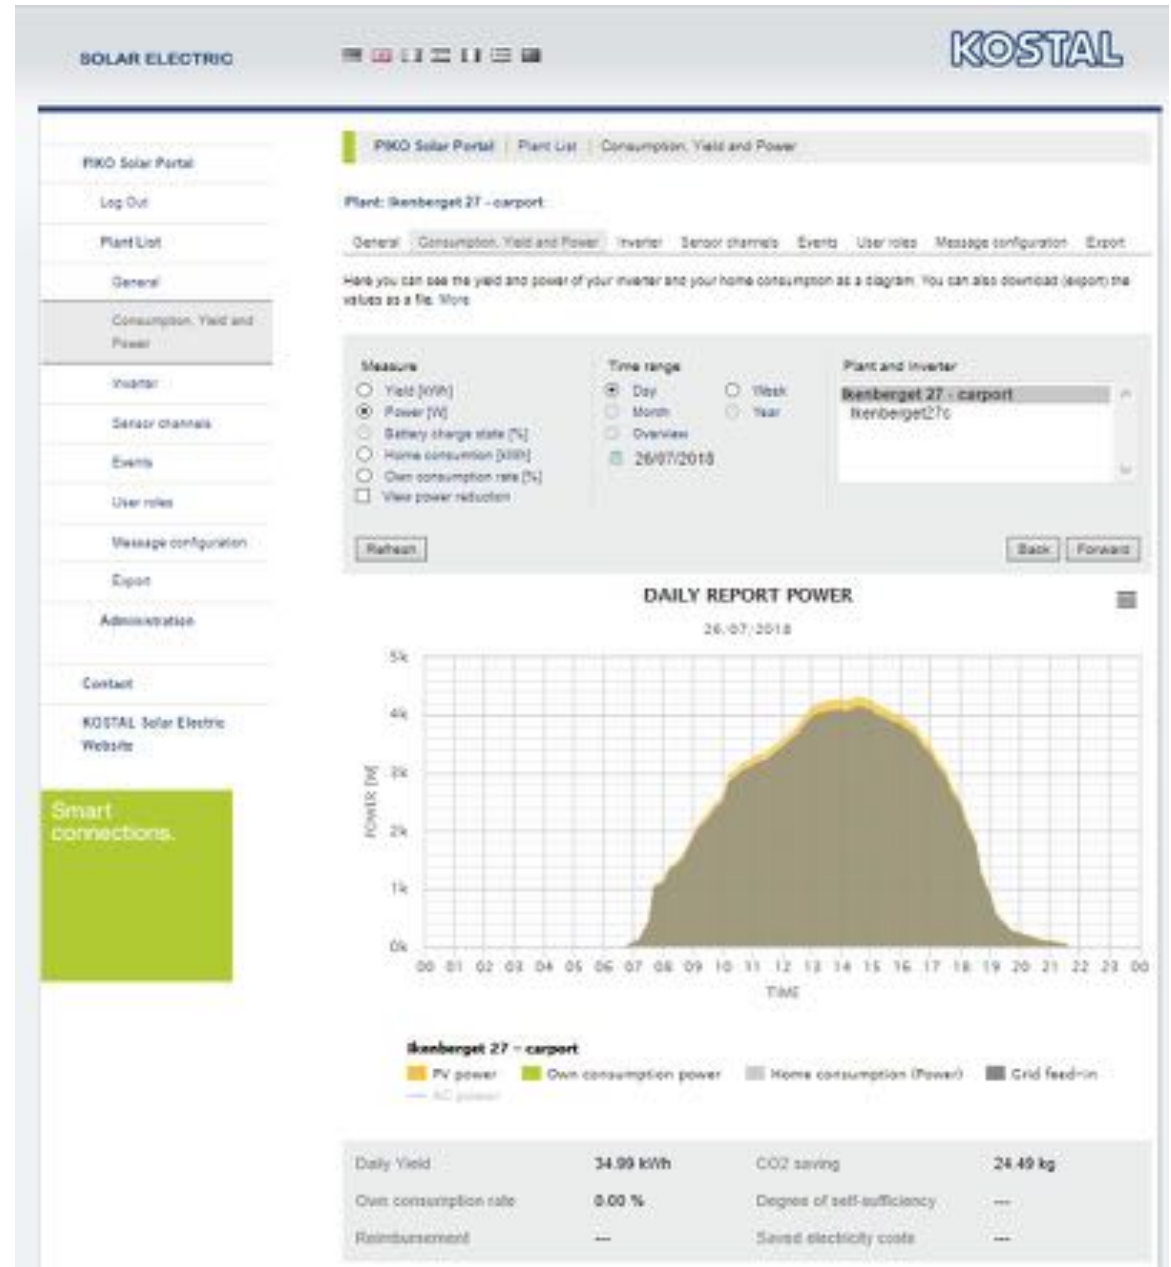 SOLAR ELECTRIC
KOSTAL
PIKO Solar Portal
Log Out
Plant List
General
Consumption, Yield and
Power
Inverter
Sensor channels
Events
User roles
Message configuration
Export
Administration
Contact
KOSTAL Solar Electric
Website
Smart
connections.
PIKO Solar Portal | Plant List | Consumption, Yield and Power
Plant: Ikenberget 27 - carport
General Consumption, Yield and Power Inverter Sensor channels Events User roles Message configuration Export
Here you can see the yield and power of your inverter and your home consumption as a diagram. You can also download (export) the
values as a file. More
Measure
Yield [kWh]
Power [W]
Battery charge state [%]
Home consumtion [kWh]
Own consumption rate [%]
View power reduction
Time range
Day Week
Month Year
Overview
26/07/2018
Plant and inverter
Ikenberget 27 - carport
Ikenberget27c
Refresh
Back Forward
DAILY REPORT POWER
26/07/2018
POWER [W]
5k
4k
3k
2k
1k
0k
00 01 02 03 04 05 06 07 08 09 10 11 12 13 14 15 16 17 18 19 20 21 22 23 00
TIME
Ikenberget 27 - carport
PV power Own consumption power Home consumption (Power) Grid feed-in
AC power
Daily Yield 34.99 kWh CO2 saving 24.49 kg
Own consumption rate 0.00 % Degree of self-sufficiency ---
Reimbursement --- Saved electricity costs ---